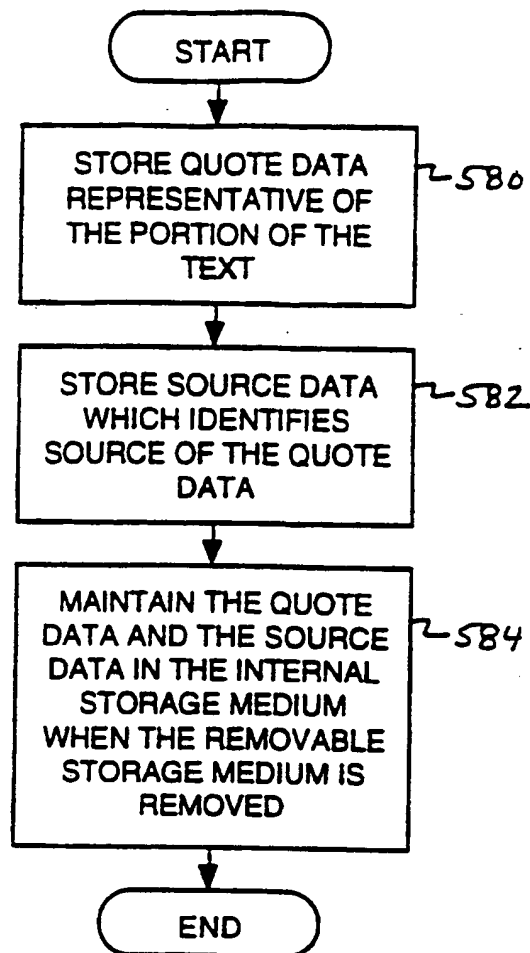 START
STORE QUOTE DATA
REPRESENTATIVE OF
THE PORTION OF THE
TEXT
580
STORE SOURCE DATA
WHICH IDENTIFIES
SOURCE OF THE QUOTE
DATA
582
MAINTAIN THE QUOTE
DATA AND THE SOURCE
DATA IN THE INTERNAL
STORAGE MEDIUM
WHEN THE REMOVABLE
STORAGE MEDIUM IS
REMOVED
584
END